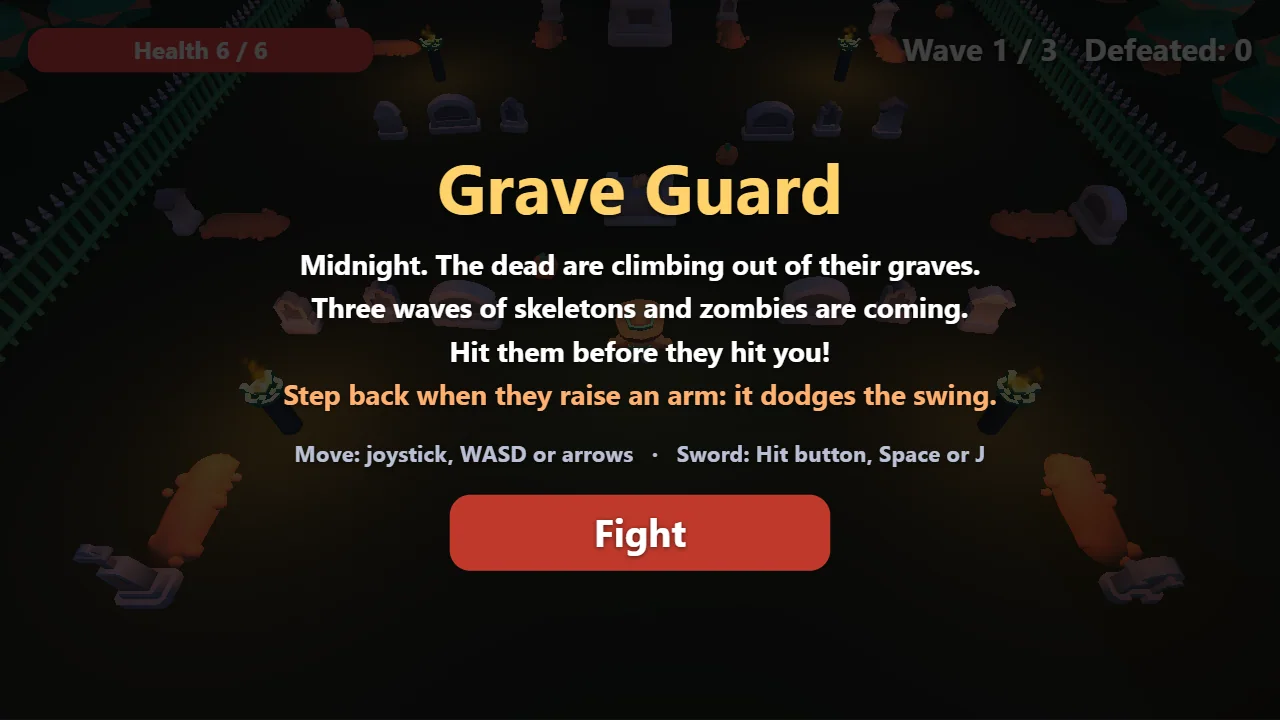 Health 6 / 6
Wave 1 / 3 Defeated: 0
Grave Guard
Midnight. The dead are climbing out of their graves.
Three waves of skeletons and zombies are coming.
Hit them before they hit you!
Step back when they raise an arm: it dodges the swing.
Move: joystick, WASD or arrows · Sword: Hit button, Space or J
Fight